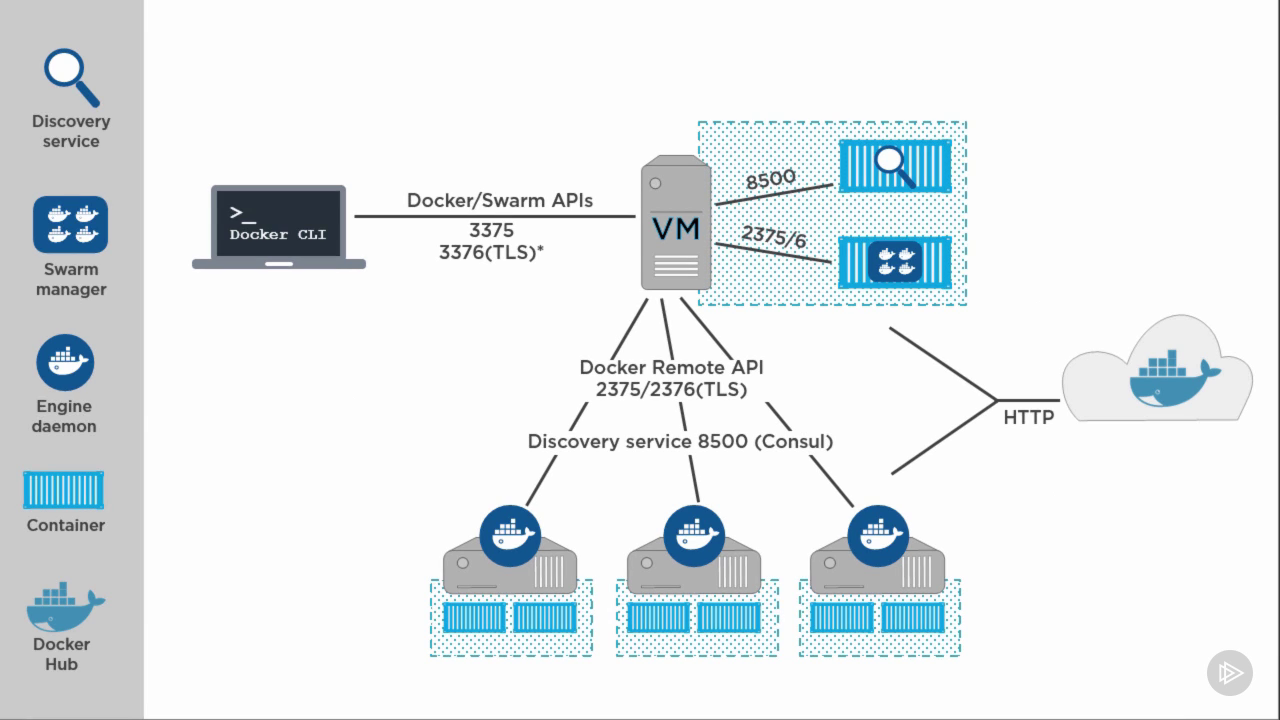 Discovery
service
Swarm
manager
Engine
daemon
Container
Docker
Hub
>_
Docker CLI
Docker/Swarm APIs
3375
3376(TLS)*
VM
8500
2375/6
Docker Remote API
2375/2376(TLS)
Discovery service 8500 (Consul)
HTTP